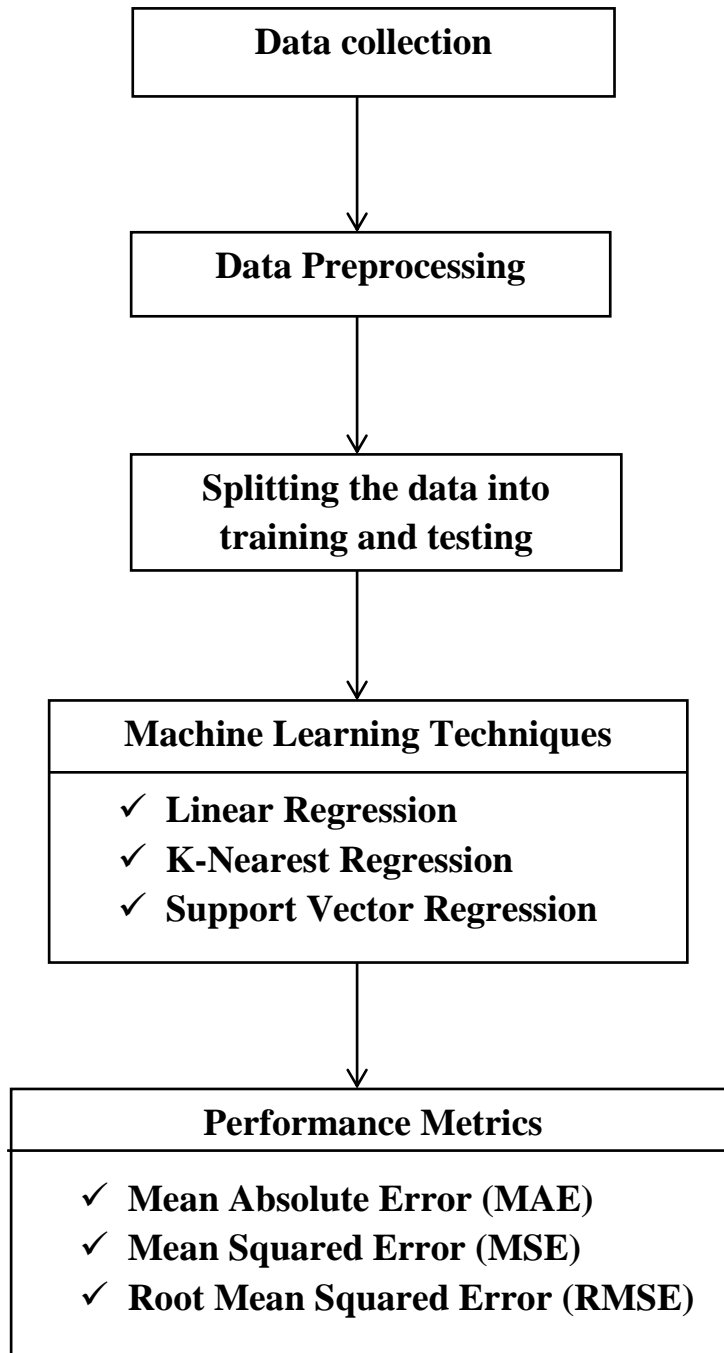 Data collection
Data Preprocessing
Splitting the data into
training and testing
Machine Learning Techniques
✓ Linear Regression
✓ K-Nearest Regression
✓ Support Vector Regression
Performance Metrics
✓ Mean Absolute Error (MAE)
✓ Mean Squared Error (MSE)
✓ Root Mean Squared Error (RMSE)